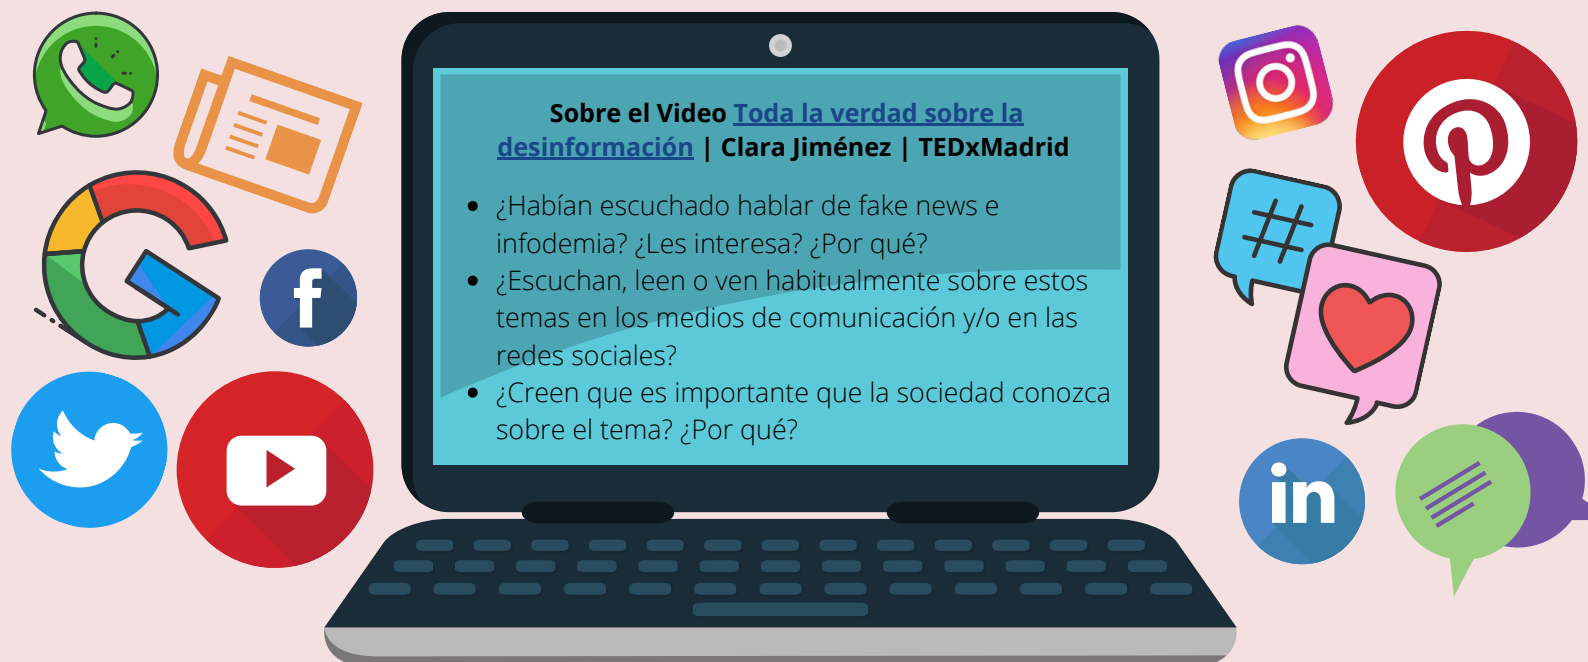 Sobre el Video Toda la verdad sobre la
desinformación | Clara Jiménez | TEDxMadrid
• ¿Habían escuchado hablar de fake news e
infodemia? ¿Les interesa? ¿Por qué?
• ¿Escuchan, leen o ven habitualmente sobre estos
temas en los medios de comunicación y/o en las
redes sociales?
• ¿Creen que es importante que la sociedad conozca
sobre el tema? ¿Por qué?
f
#
in